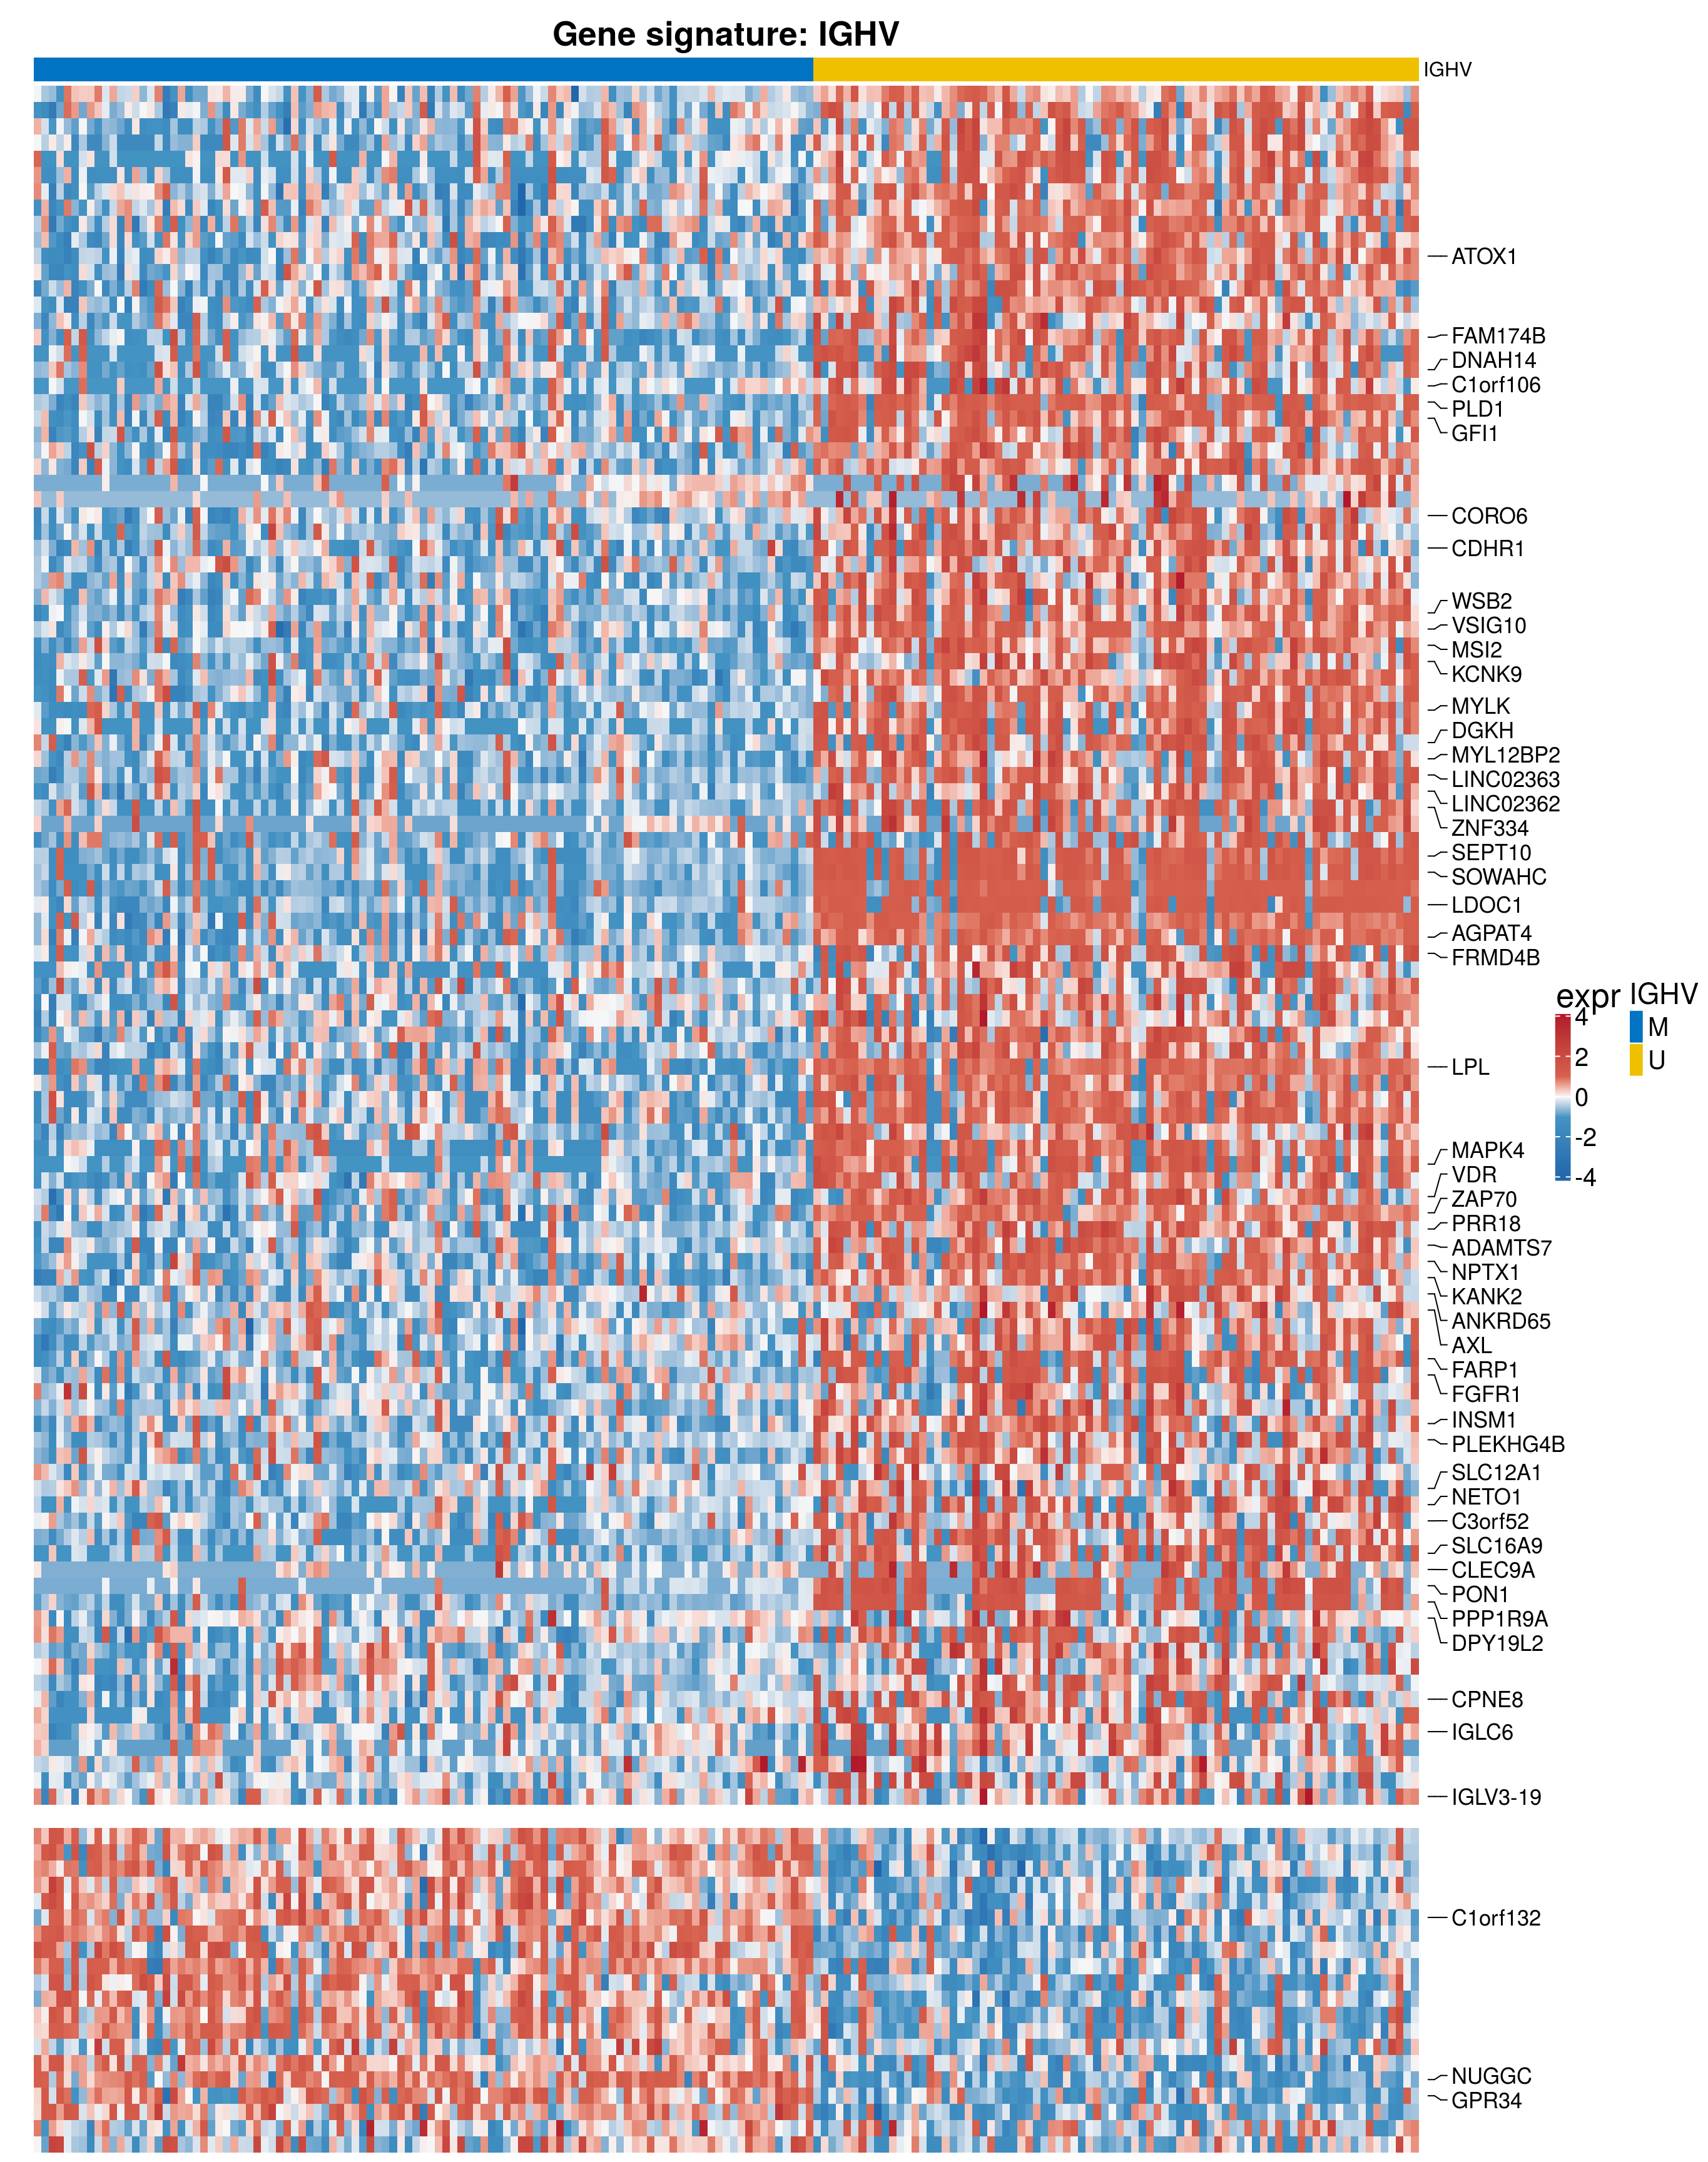 Gene signature: IGHV
IGHV
ATOX1
FAM174B
DNAH14
C1orf106
PLD1
GFI1
CORO6
CDHR1
WSB2
VSIG10
MSI2
KCNK9
MYLK
DGKH
MYL12BP2
LINC02363
LINC02362
ZNF334
SEPT10
SOWAHC
LDOC1
AGPAT4
FRMD4B
LPL
MAPK4
VDR
ZAP70
PRR18
ADAMTS7
NPTX1
KANK2
ANKRD65
AXL
FARP1
FGFR1
INSM1
PLEKHG4B
SLC12A1
NETO1
C3orf52
SLC16A9
CLEC9A
PON1
PPP1R9A
DPY19L2
CPNE8
IGLC6
IGLV3-19
C1orf132
NUGGC
GPR34
expr
4
2
0
-2
-4
IGHV
M
U